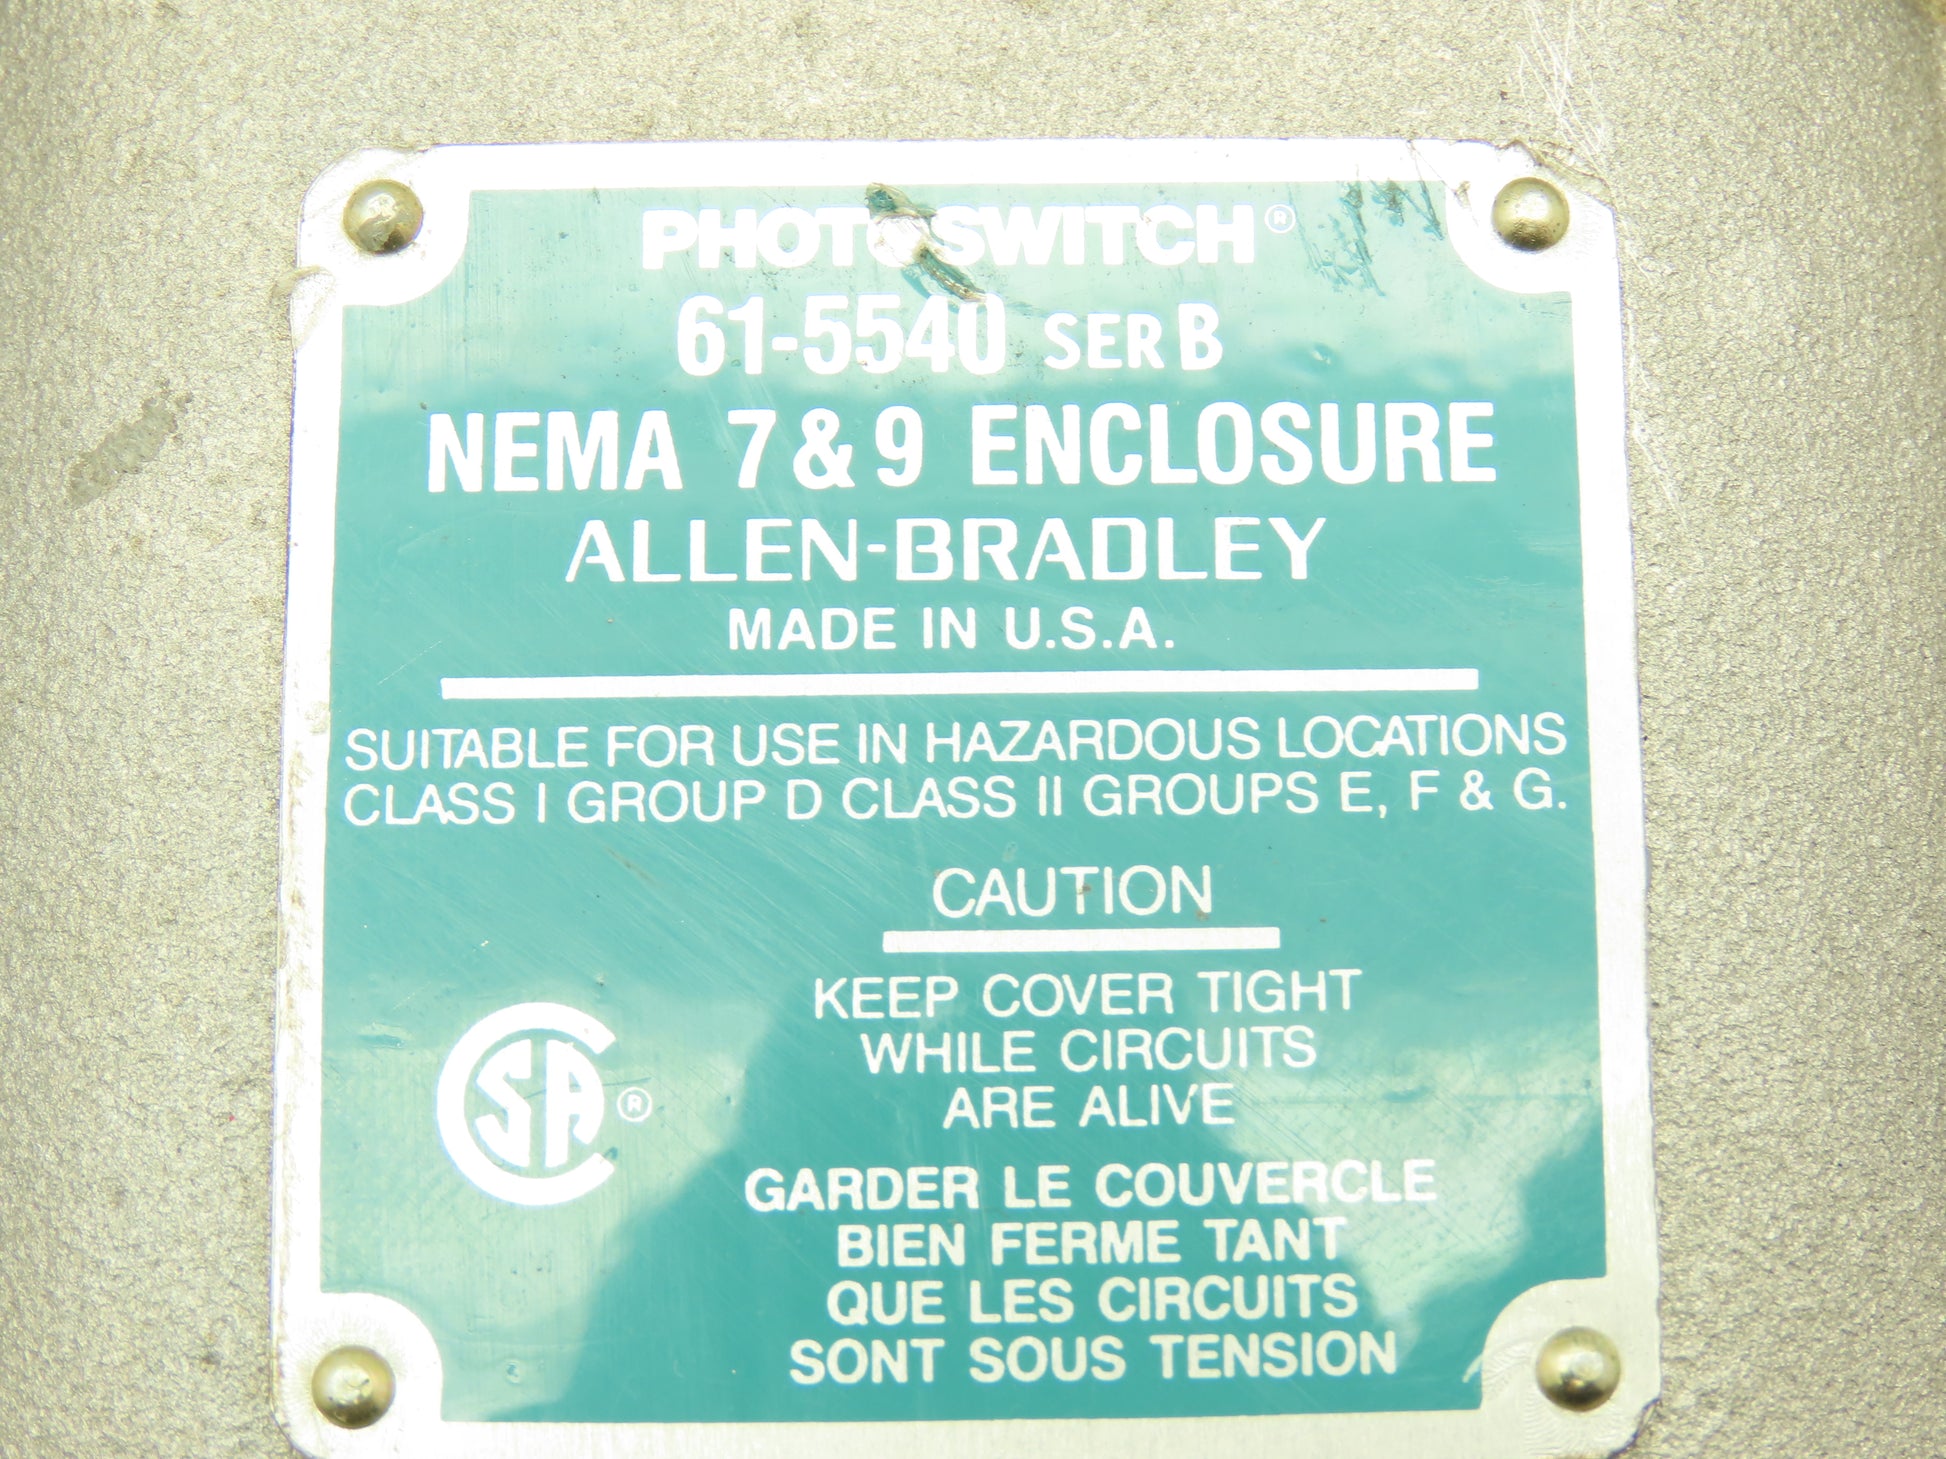 PHOTOSWITCH®
61-5540 SER B
NEMA 7 & 9 ENCLOSURE
ALLEN-BRADLEY
MADE IN U.S.A.
SUITABLE FOR USE IN HAZARDOUS LOCATIONS
CLASS I GROUP D CLASS II GROUPS E, F & G.
CAUTION
KEEP COVER TIGHT
WHILE CIRCUITS
ARE ALIVE
CSA®
GARDER LE COUVERCLE
BIEN FERME TANT
QUE LES CIRCUITS
SONT SOUS TENSION